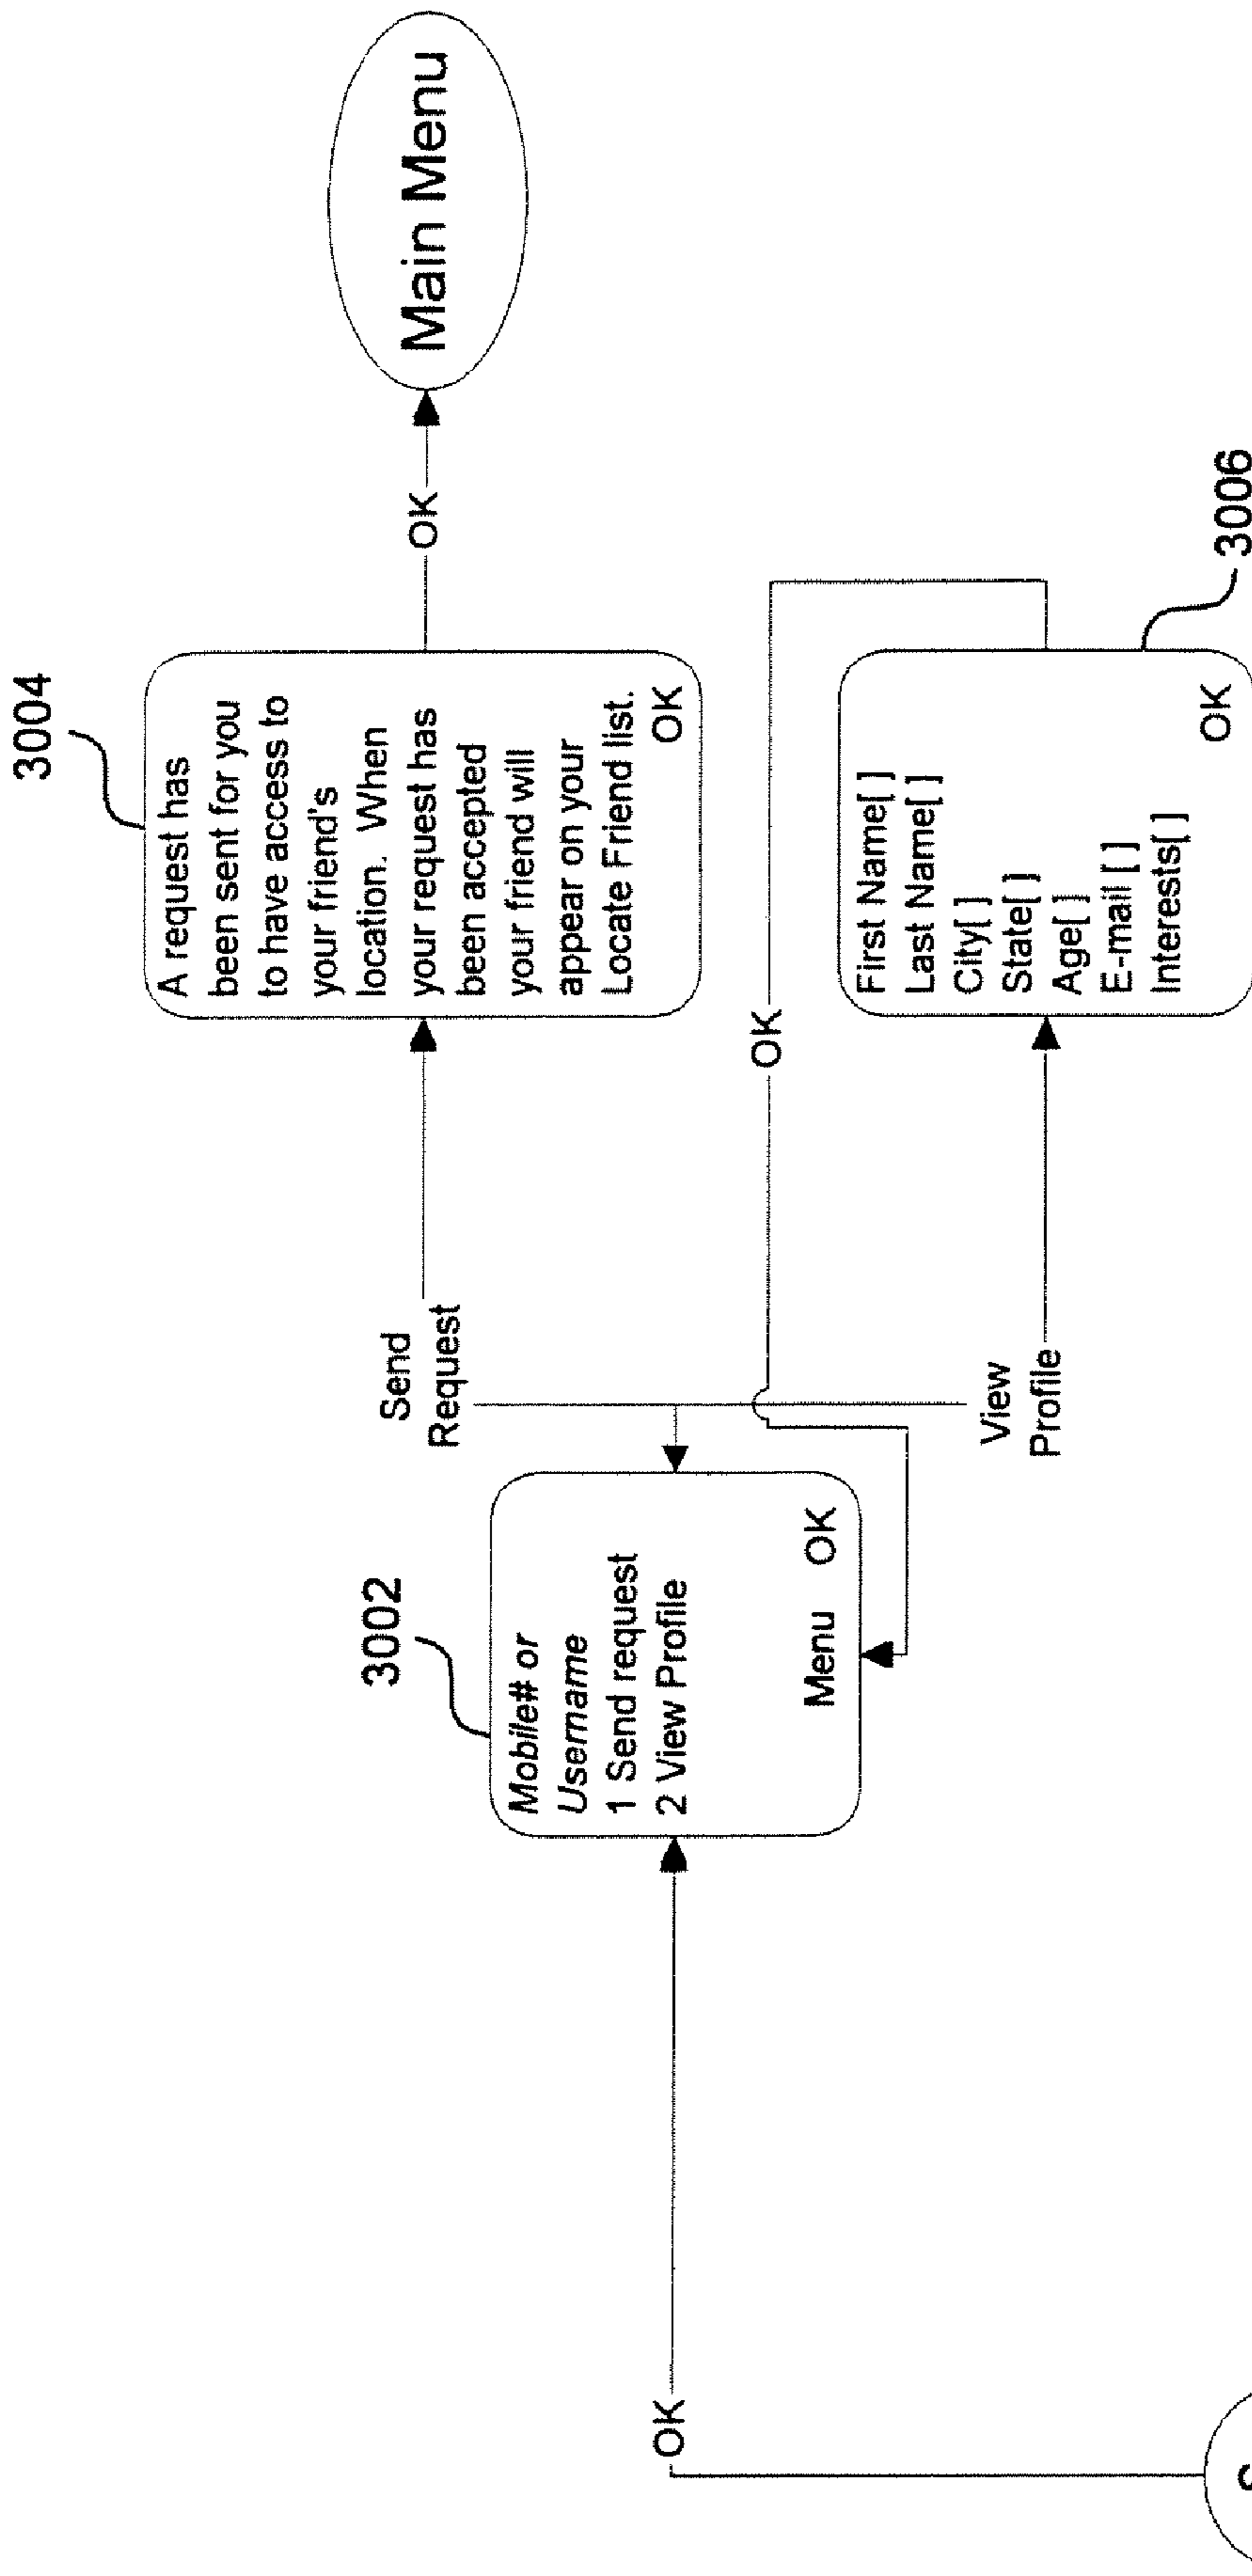 3004
A request has
been sent for you
to have access to
your friend's
location. When
your request has
been accepted
your friend will
appear on your
Locate Friend list.
OK
OK
Main Menu
3002
Mobile# or
Username
1 Send request
2 View Profile
Menu OK
Send
Request
OK
OK
View
Profile
First Name[ ]
Last Name[ ]
City[ ]
State[ ]
Age[ ]
E-mail [ ]
Interests[ ]
OK
3006